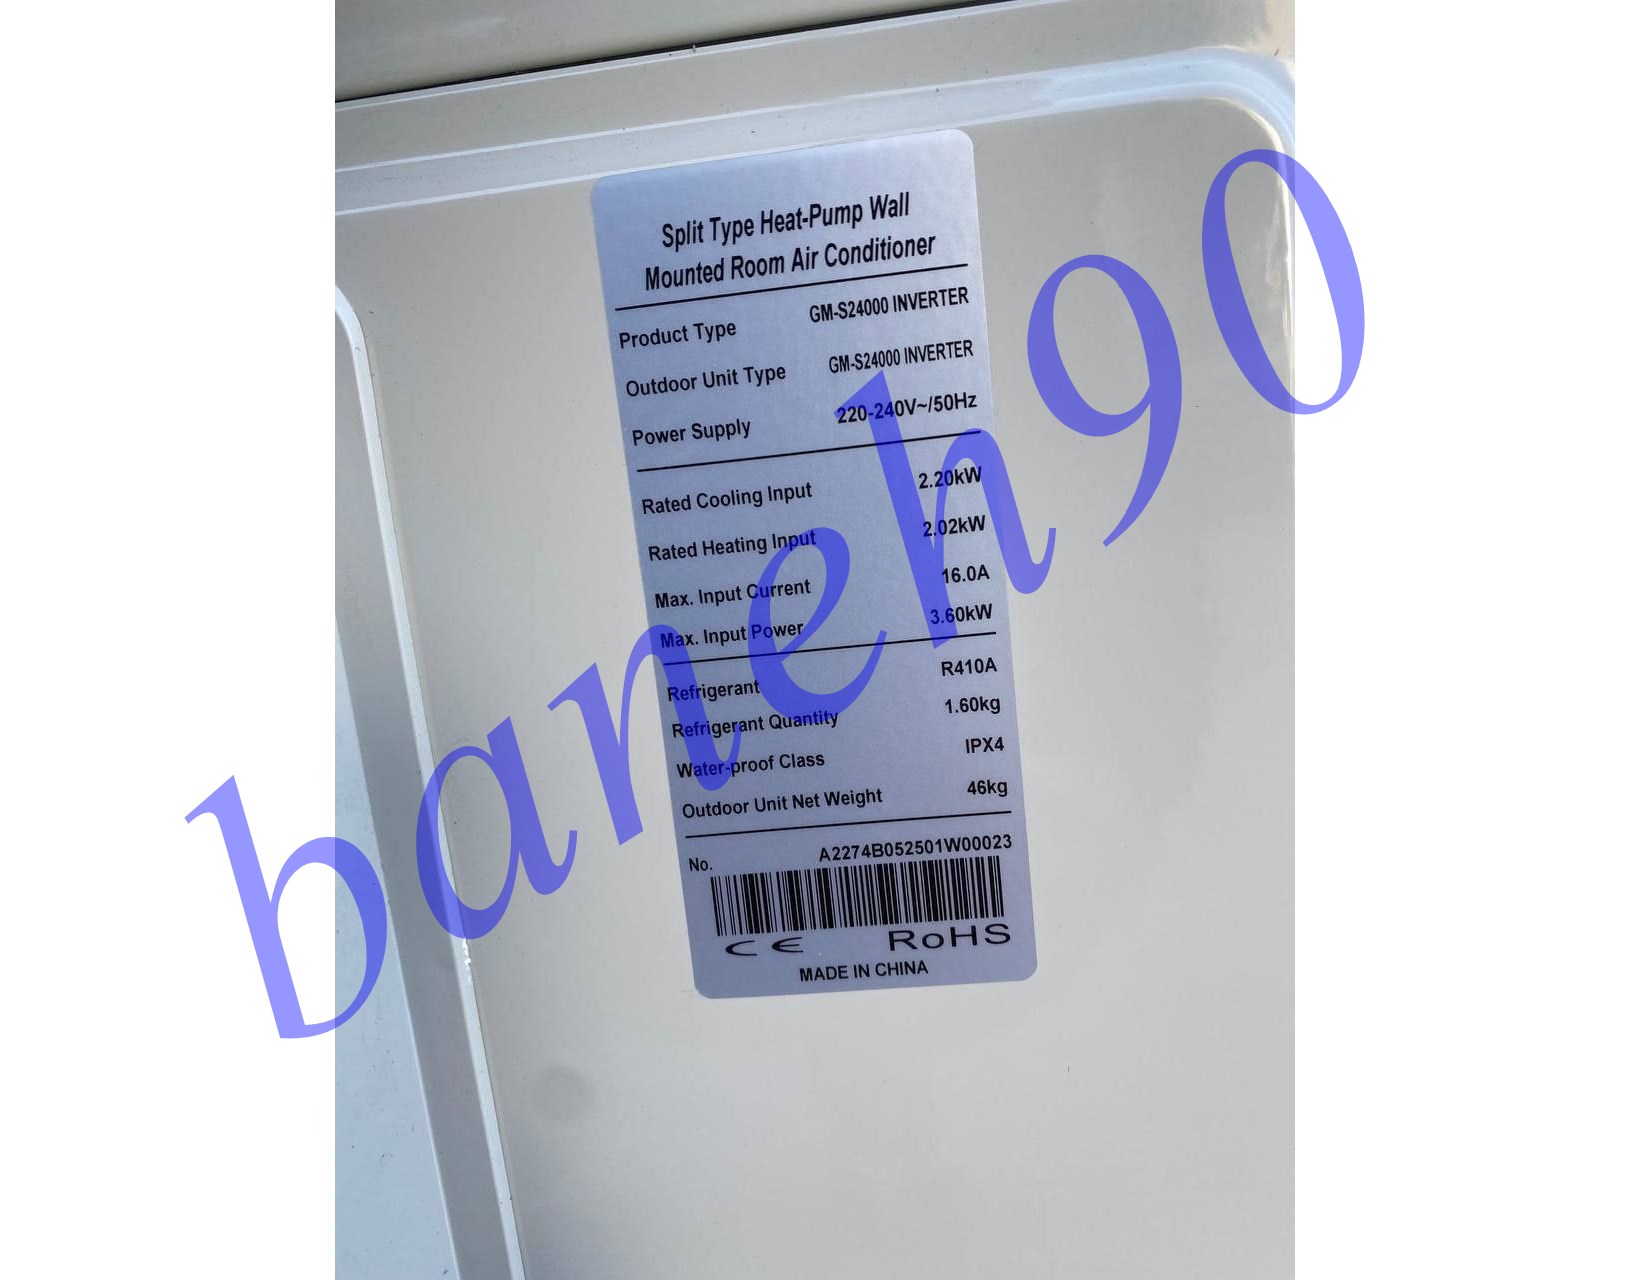 Split Type Heat-Pump Wall
Mounted Room Air Conditioner
Product Type GM-S24000 INVERTER
Outdoor Unit Type GM-S24000 INVERTER
Power Supply 220-240V~/50Hz
Rated Cooling Input 2.20kW
Rated Heating Input 2.02kW
Max. Input Current 16.0A
Max. Input Power 3.60kW
Refrigerant R410A
Refrigerant Quantity 1.60kg
Water-proof Class IPX4
Outdoor Unit Net Weight 46kg
No. A2274B052501W00023
CE RoHS
MADE IN CHINA
baneh90